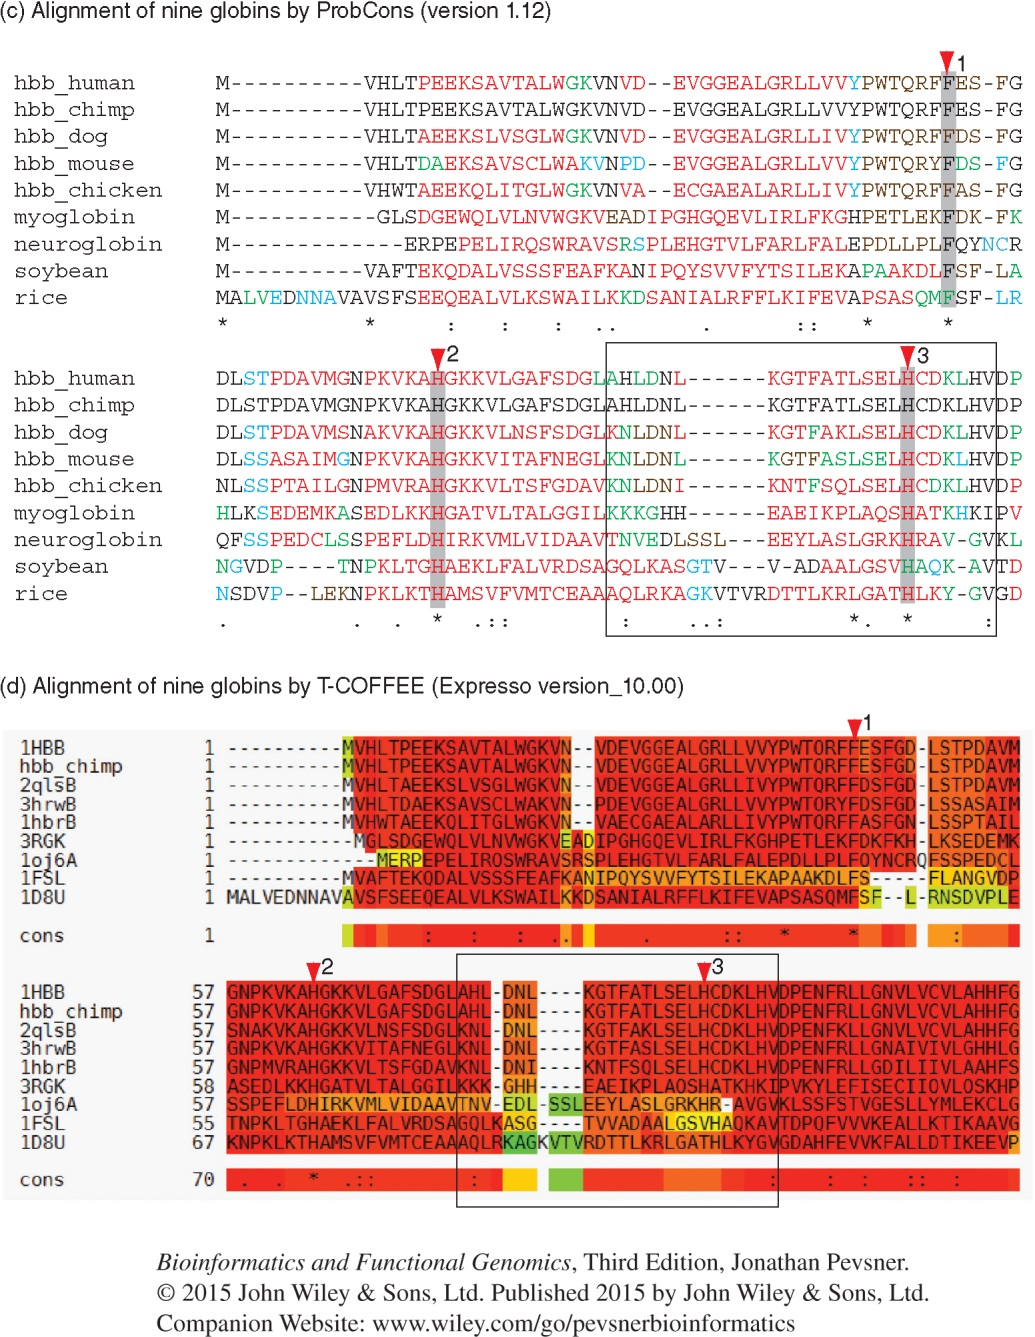 (c) Alignment of nine globins by ProbCons (version 1.12)
1
hbb_human M-----------VHLTPEEKSAVTALWGKVNVD--EVGGEALGRLLVVYPWTQRFFES-FG
hbb_chimp M-----------VHLTPEEKSAVTALWGKVNVD--EVGGEALGRLLVVYPWTQRFFES-FG
hbb_dog M-----------VHLTAEEKSLVSGLWGKVNVD--EVGGEALGRLLIVYPWTQRFFDS-FG
hbb_mouse M-----------VHLTDAEKSAVSCLWAKVNPD--EVGGEALGRLLVVYPWTQRYFDS-FG
hbb_chicken M-----------VHWTAEEKQLITGLWGKVNVA--ECGAEALARLLIVYPWTQRFFAS-FG
myoglobin M-----------GLSDGEWQLVLNVWGKVEADIPGHGQEVLIRLFKGHPETLEKFDK-FK
neuroglobin M-------------ERPEPELIRQSWRAVSRSPLEHGTVLFARLFALEPDLLPLFQYNCR
soybean M-----------VAFTEKQDALVSSSFEAFKANIPQYSVVFYTSILEKAPAAKDLFSF-LA
rice MALVEDNNAVAVSFSEEQEALVLKSWAILKKDSANIALRFFLKIFEVAPSASQMFSF-LR
* * : : .. . :: * *
2 3
hbb_human DLSTPDAVMGNPKVKAHGKKVLGAFSDGLAHLDNL------KGTFATLSELHCDKLHVDP
hbb_chimp DLSTPDAVMGNPKVKAHGKKVLGAFSDGLAHLDNL------KGTFATLSELHCDKLHVDP
hbb_dog DLSTPDAVMSNAKVKAHGKKVLNSFSDGLKNLDNL------KGTFAKLSELHCDKLHVDP
hbb_mouse DLSSASAIMGNPKVKAHGKKVITAFNEGLKNLDNL------KGTFASLSELHCDKLHVDP
hbb_chicken NLSSPTAILGNPMVRAHGKKVLTSFGDAVKNLDNI------KNTFSQLSELHCDKLHVDP
myoglobin HLKSEDEMKASEDLKKHGATVLTALGGILKKKGHH------EAEIKPLAQSHATKHKIPV
neuroglobin QFSSPEDCLSSPEFLDHIRKVMLVIDAAVTNVEDLSSL---EEYLASLGRKHRAV-GVKL
soybean NGVDP----TNPKLTGHAEKLFALVRDSAGQLKASGTV---V-ADAALGSVHAQK-AVTD
rice NSDVP--LEKNPKLKTHAMSVFVMTCEAAAQLRKAGKVTVRDTTLKRLGATHLKY-GVGD
. . . * .:: : ..: *. * :
(d) Alignment of nine globins by T-COFFEE (Expresso version_10.00)
1
1HBB 1 ----------MVHLTPEEKSAVTALWGKVN--VDEVGGEALGRLLVVYPWTQRFFESFGD-LSTPDAVM
hbb_chimp 1 ----------MVHLTPEEKSAVTALWGKVN--VDEVGGEALGRLLVVYPWTQRFFESFGD-LSTPDAVM
2qlsB 1 ----------MVHLTAEEKSLVSGLWGKVN--VDEVGGEALGRLLIVYPWTQRFFDSFGD-LSTPDAVM
3hrwB 1 ----------MVHLTDAEKSAVSCLWAKVN--PDEVGGEALGRLLVVYPWTQRYFDSFGD-LSSASAIM
1hbrB 1 ----------MVHWTAEEKQLITGLWGKVN--VAECGAEALARLLIVYPWTQRFFASFGN-LSSPTAIL
3RGK 1 -----------MGLSDGEWQLVLNVWGKVEADIPGHGQEVLIRLFKGHPETLEKFDKFKH-LKSEDEMK
1oj6A 1 -------------MERPEPELIRQSWRAVSRSPLEHGTVLFARLFALEPDLLPLFQYNCRQFSSPEDCL
1FSL 1 ----------MVAFTEKQDALVSSSFEAFKANIPQYSVVFYTSILEKAPAAKDLFS-----FLANGVDP
1D8U 1 MALVEDNNAVAVSFSEEQEALVLKSWAILKKDSANIALRFFLKIFEVAPSASQMFSF--L-RNSDVPLE
cons 1 : : : .. . :: * * :
2 3
1HBB 57 GNPKVKAHGKKVLGAFSDGLAHL-DNL----KGTFATLSELHCDKLHVDPENFRLLGNVLVCVLAHHFG
hbb_chimp 57 GNPKVKAHGKKVLGAFSDGLAHL-DNL----KGTFATLSELHCDKLHVDPENFRLLGNVLVCVLAHHFG
2qlsB 57 SNAKVKAHGKKVLNSFSDGLKNL-DNL----KGTFAKLSELHCDKLHVDPENFKLLGNVLVCVLAHHFG
3hrwB 57 GNPKVKAHGKKVITAFNEGLKNL-DNL----KGTFASLSELHCDKLHVDPENFRLLGNAIVIVLGHHLG
1hbrB 57 GNPMVRAHGKKVLTSFGDAVKNL-DNI----KNTFSQLSELHCDKLHVDPENFRLLGDILIIVLAAHFS
3RGK 58 ASEDLKKHGATVLTALGGILKKK-GHH----EAEIKPLAQSHATKHKIPVKYLEFISECIIQVLQSKHP
1oj6A 57 SSPEFLDHIRKVMLVIDAAVTNV-EDL-SSLEEYLASLGRKHR-AVGVKLSSFSTVGESLLYMLEKCLG
1FSL 55 TNPKLTGHAEKLFALVRDSAGQLKASG----TVVADAALGSVHAQKAVTDPQFVVVKEALLKTIKAAVG
1D8U 67 KNPKLKTHAMSVFVMTCEAAAQLRKAGKVTVRDTTLKRLGATHLKYGVGDAHFEVVKFALLDTIKEEVP
cons 70 . . * .:: : : : . :: :
Bioinformatics and Functional Genomics, Third Edition, Jonathan Pevsner.
© 2015 John Wiley & Sons, Ltd. Published 2015 by John Wiley & Sons, Ltd.
Companion Website: www.wiley.com/go/pevsnerbioinformatics